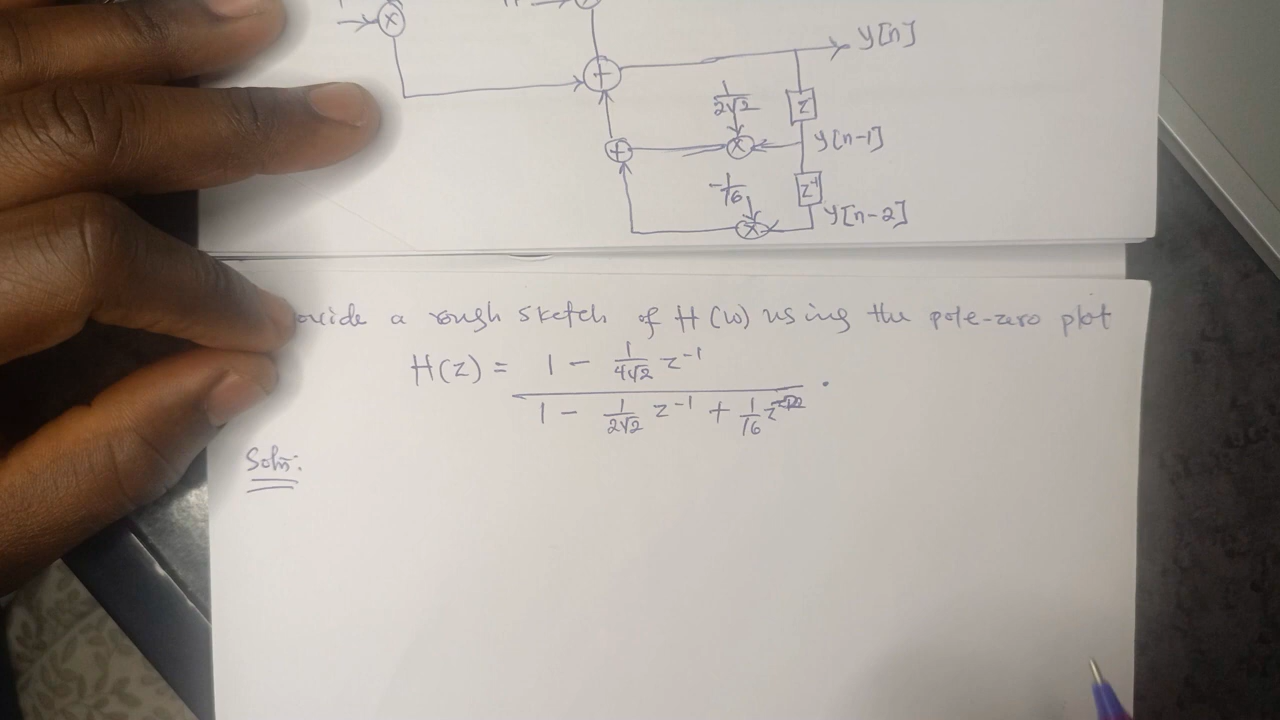 y[n]
1/2√2
z
y[n-1]
-1/16
z⁻¹
y[n-2]
ovide a rough sketch of H(ω) using the pole-zero plot
H(z) = 1 - 1/4√2 z⁻¹
1 - 1/2√2 z⁻¹ + 1/16 z .
Soln: